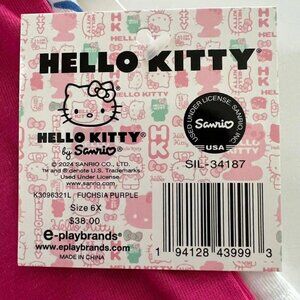 HELLO KITTY
HELLO KITTY
by Sanrio
© 2024 SANRIO CO., LTD.
TM and ® denote U.S. Trademarks
Used Under License.
www.sanrio.com
K3096321L FUCHSIA PURPLE
Size 6X
$38.00
e-playbrands®
www.eplaybrands.com
MADE IN CHINA
USED UNDER LICENSE, SANRIO, INC.
Sanrio
USA
SIL-34187
1 94128 43999 3